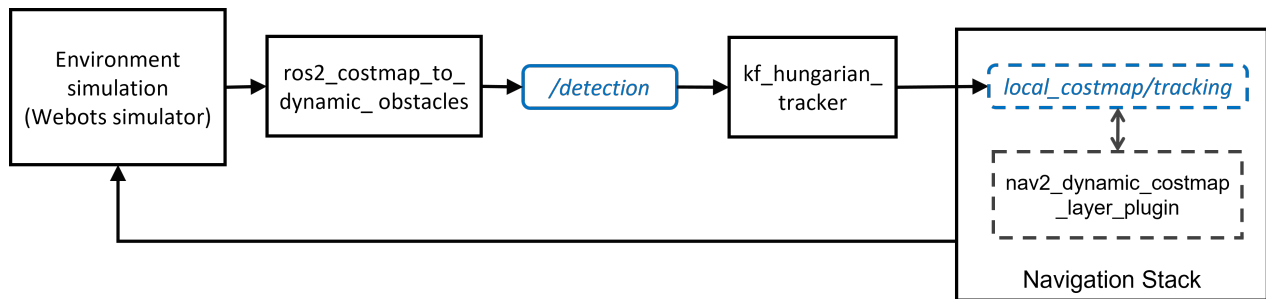 Environment
simulation
(Webots simulator)
ros2_costmap_to_
dynamic_ obstacles
/detection
kf_hungarian_
tracker
local_costmap/tracking
nav2_dynamic_costmap
_layer_plugin
Navigation Stack